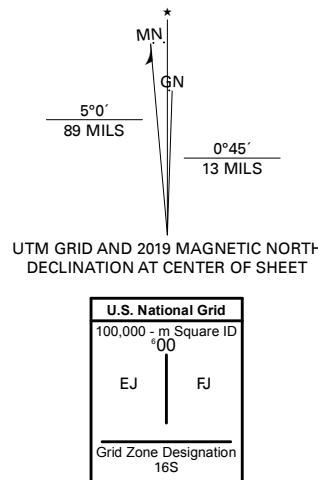 ★
MN
GN
5°0´
89 MILS
0°45´
13 MILS
UTM GRID AND 2019 MAGNETIC NORTH
DECLINATION AT CENTER OF SHEET
U.S. National Grid
100,000 - m Square ID
⁶00
EJ FJ
Grid Zone Designation
16S